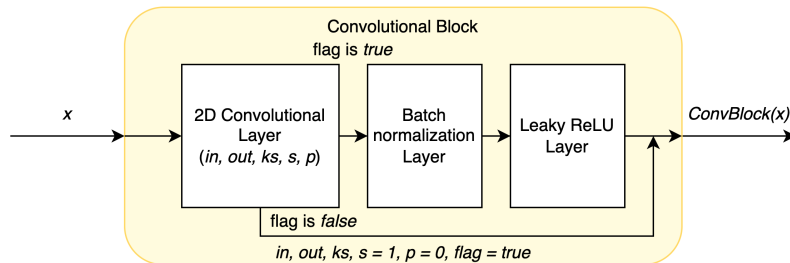 Convolutional Block
flag is true
x
2D Convolutional
Layer
(in, out, ks, s, p)
Batch
normalization
Layer
Leaky ReLU
Layer
ConvBlock(x)
flag is false
in, out, ks, s = 1, p = 0, flag = true